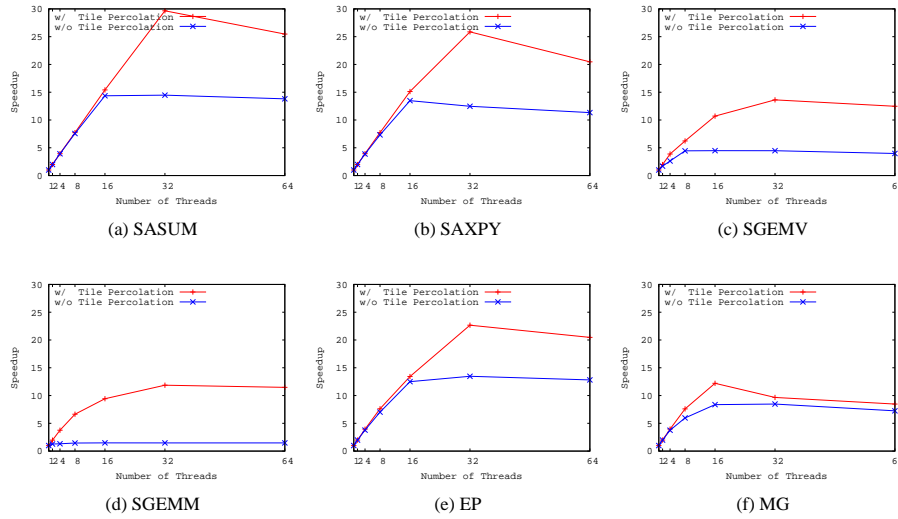 30
25
20
15
10
5
0
Speedup
w/ Tile Percolation
w/o Tile Percolation
1 2 4 8 16 32 64
Number of Threads
(a) SASUM
30
25
20
15
10
5
0
Speedup
w/ Tile Percolation
w/o Tile Percolation
1 2 4 8 16 32 64
Number of Threads
(b) SAXPY
30
25
20
15
10
5
0
Speedup
w/ Tile Percolation
w/o Tile Percolation
1 2 4 8 16 32 6
Number of Threads
(c) SGEMV
30
25
20
15
10
5
0
Speedup
w/ Tile Percolation
w/o Tile Percolation
1 2 4 8 16 32 64
Number of Threads
(d) SGEMM
30
25
20
15
10
5
0
Speedup
w/ Tile Percolation
w/o Tile Percolation
1 2 4 8 16 32 64
Number of Threads
(e) EP
30
25
20
15
10
5
0
Speedup
w/ Tile Percolation
w/o Tile Percolation
1 2 4 8 16 32 6
Number of Threads
(f) MG